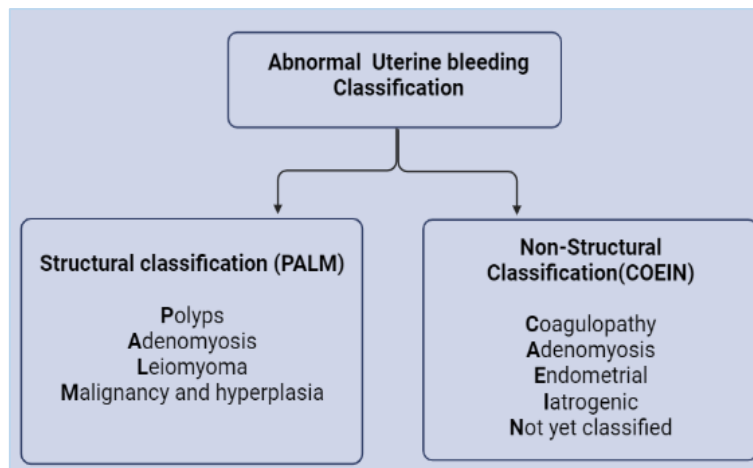 Abnormal Uterine bleeding
Classification
Structural classification (PALM)
Polyps
Adenomyosis
Leiomyoma
Malignancy and hyperplasia
Non-Structural
Classification(COEIN)
Coagulopathy
Adenomyosis
Endometrial
Iatrogenic
Not yet classified